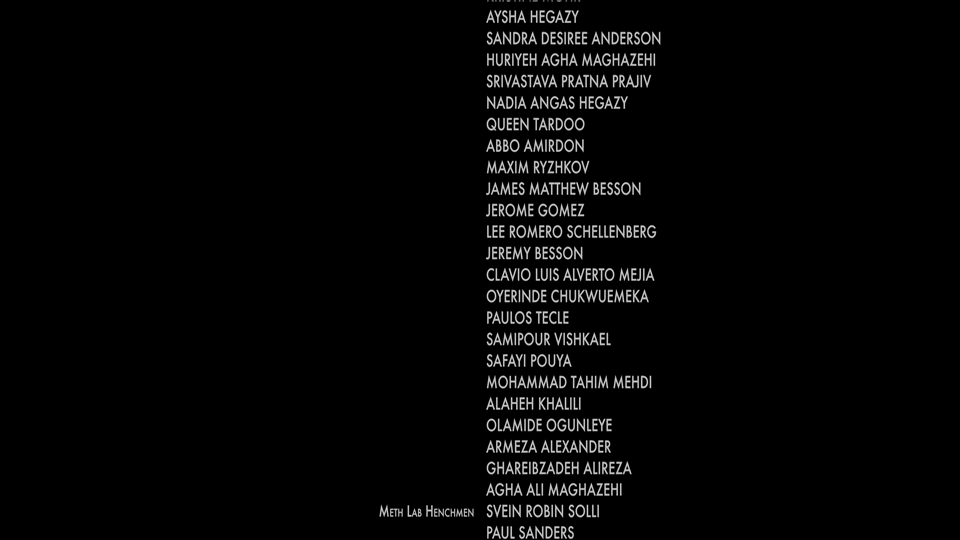 AYSHA HEGAZY
SANDRA DESIREE ANDERSON
HURIYEH AGHA MAGHAZEHI
SRIVASTAVA PRATNA PRAJIV
NADIA ANGAS HEGAZY
QUEEN TARDOO
ABBO AMIRDON
MAXIM RYZHKOV
JAMES MATTHEW BESSON
JEROME GOMEZ
LEE ROMERO SCHELLENBERG
JEREMY BESSON
CLAVIO LUIS ALVERTO MEJIA
OYERINDE CHUKWUEMEKA
PAULOS TECLE
SAMIPOUR VISHKAEL
SAFAYI POUYA
MOHAMMAD TAHIM MEHDI
ALAHEH KHALILI
OLAMIDE OGUNLEYE
ARMEZA ALEXANDER
GHAREIBZADEH ALIREZA
AGHA ALI MAGHAZEHI
METH LAB HENCHMEN SVEIN ROBIN SOLLI
PAUL SANDERS